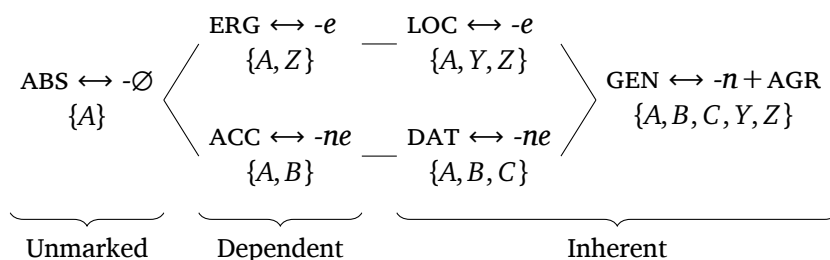 ERG ↔ -e LOC ↔ -e
{A, Z} {A, Y, Z}
ABS ↔ -∅ GEN ↔ -n + AGR
{A} {A, B, C, Y, Z}
ACC ↔ -ne DAT ↔ -ne
{A, B} {A, B, C}
Unmarked Dependent Inherent